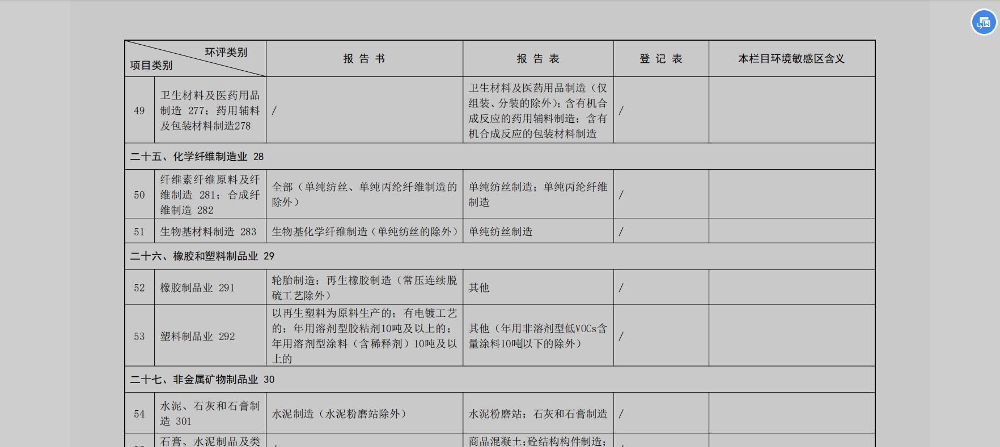 环评类别
项目类别
报 告 书
报 告 表
登 记 表
本栏目环境敏感区含义
49
卫生材料及医药用品
制造 277；药用辅料
及包装材料制造278
/
卫生材料及医药用品制造（仅
组装、分装的除外）；含有机合
成反应的药用辅料制造；含有
机合成反应的包装材料制造
/
二十五、化学纤维制造业 28
50
纤维素纤维原料及纤
维制造 281；合成纤
维制造 282
全部（单纯纺丝、单纯丙纶纤维制造的
除外）
单纯纺丝制造；单纯丙纶纤维
制造
/
51
生物基材料制造 283
生物基化学纤维制造（单纯纺丝的除外）
单纯纺丝制造
/
二十六、橡胶和塑料制品业 29
52
橡胶制品业 291
轮胎制造；再生橡胶制造（常压连续脱
硫工艺除外）
其他
/
53
塑料制品业 292
以再生塑料为原料生产的；有电镀工艺
的；年用溶剂型胶粘剂10吨及以上的；
年用溶剂型涂料（含稀释剂）10吨及以
上的
其他（年用非溶剂型低VOCs含
量涂料10吨以下的除外）
/
二十七、非金属矿物制品业 30
54
水泥、石灰和石膏制
造 301
水泥制造（水泥粉磨站除外）
水泥粉磨站；石灰和石膏制造
/
石膏、水泥制品及类
商品混凝土；砼结构构件制造；